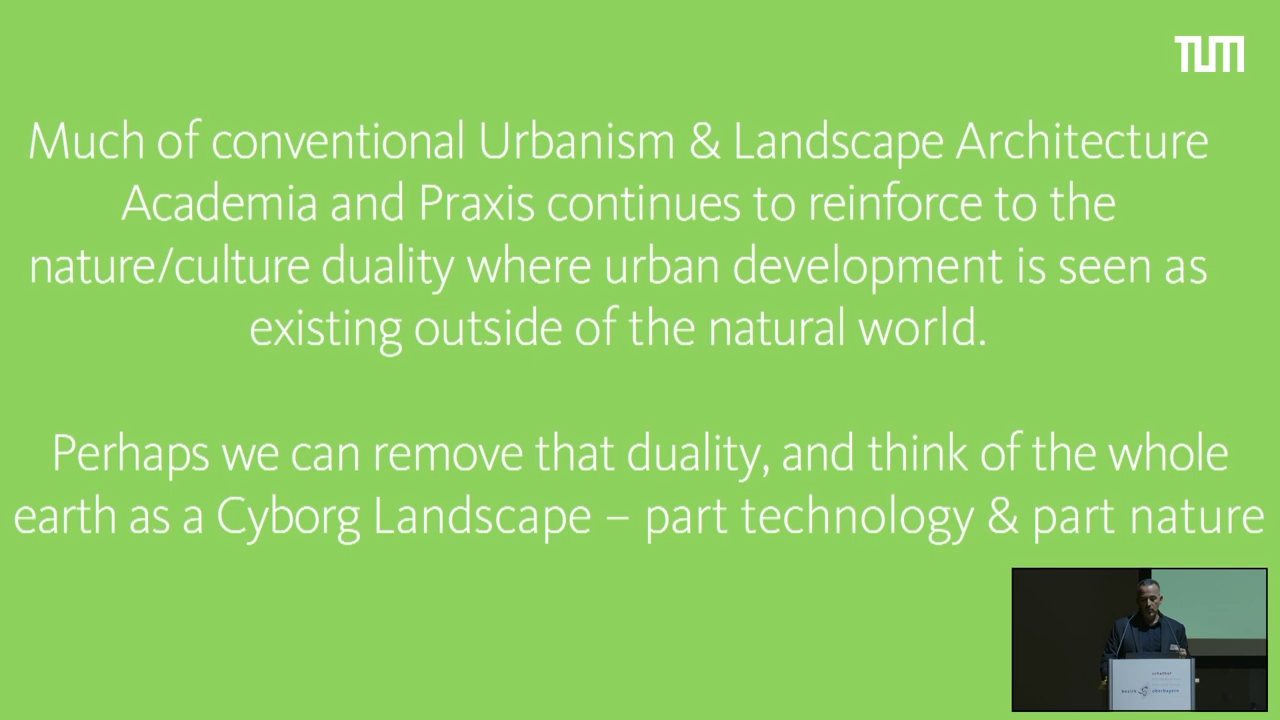 TUM
Much of conventional Urbanism & Landscape Architecture
Academia and Praxis continues to reinforce to the
nature/culture duality where urban development is seen as
existing outside of the natural world.
Perhaps we can remove that duality, and think of the whole
earth as a Cyborg Landscape – part technology & part nature
bezirk oberbayern